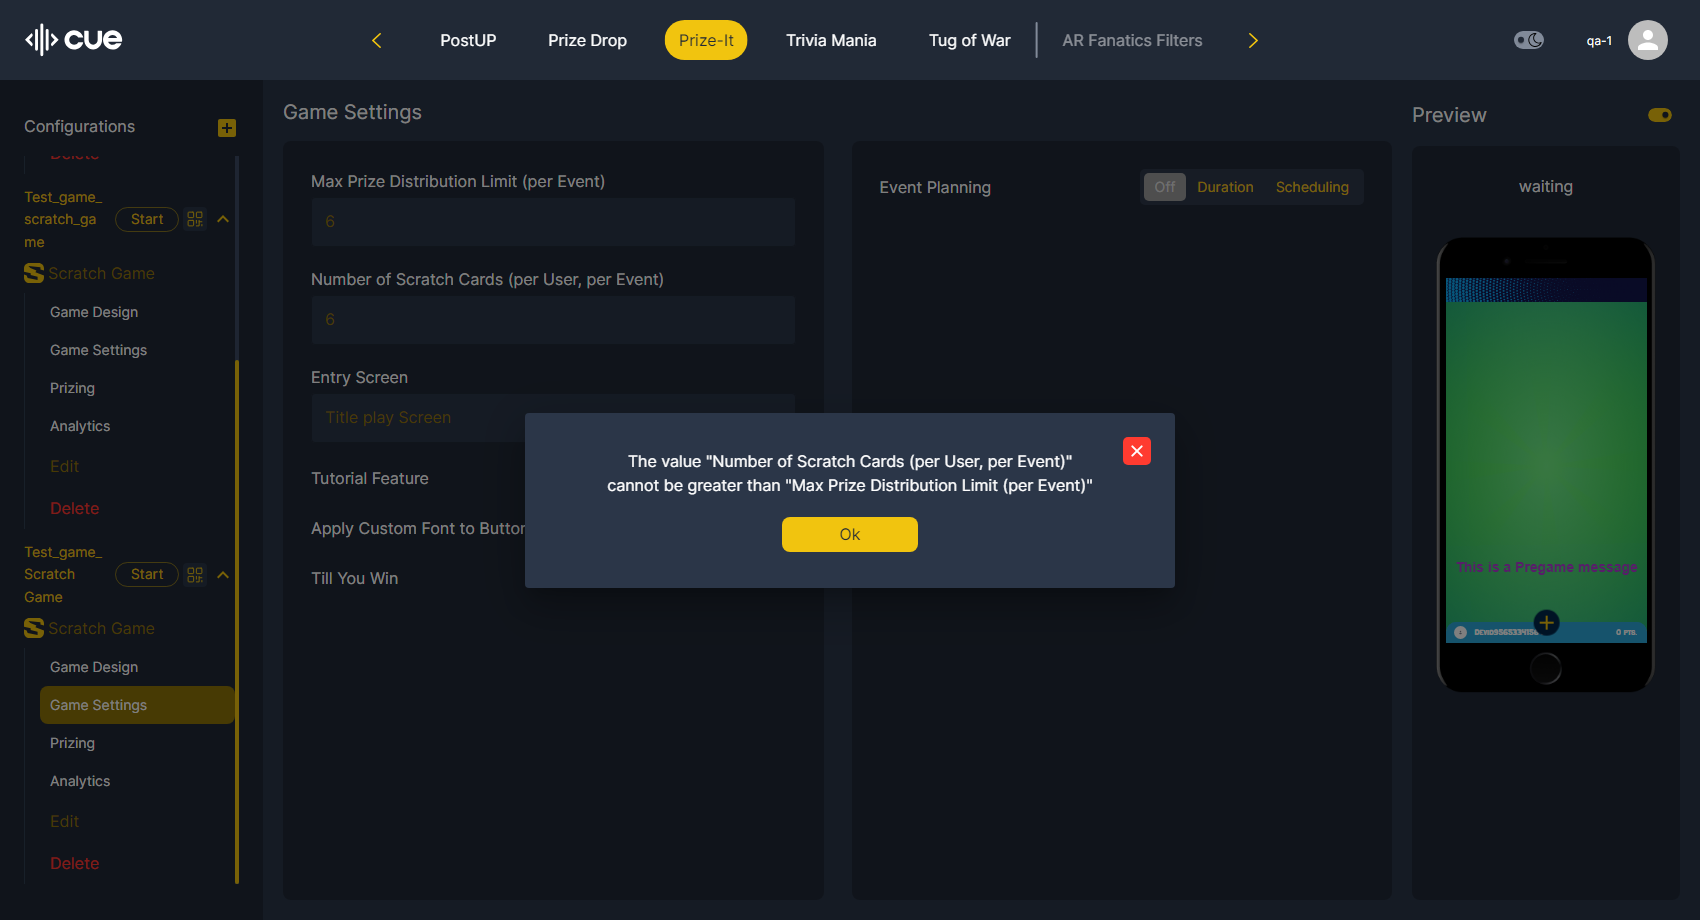 cue
PostUP
Prize Drop
Prize-It
Trivia Mania
Tug of War
AR Fanatics Filters
qa-1
Configurations
Delete
Test_game_
scratch_ga
me
Start
Scratch Game
Game Design
Game Settings
Prizing
Analytics
Edit
Delete
Test_game_
Scratch
Game
Start
Scratch Game
Game Design
Game Settings
Prizing
Analytics
Edit
Delete
Game Settings
Max Prize Distribution Limit (per Event)
6
Number of Scratch Cards (per User, per Event)
6
Entry Screen
Title play Screen
Tutorial Feature
Apply Custom Font to Button
Till You Win
Event Planning
Off
Duration
Scheduling
The value "Number of Scratch Cards (per User, per Event)"
cannot be greater than "Max Prize Distribution Limit (per Event)"
Ok
Preview
waiting
This is a Pregame message
0 PTS.